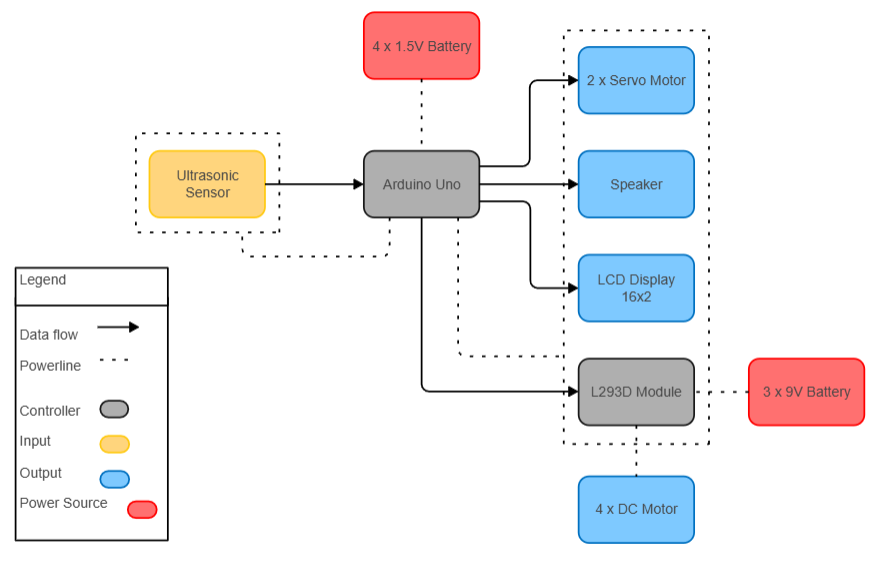 4 x 1.5V Battery
2 x Servo Motor
Ultrasonic
Sensor
Arduino Uno
Speaker
LCD Display
16x2
L293D Module
3 x 9V Battery
4 x DC Motor
Legend
Data flow
Powerline
Controller
Input
Output
Power Source